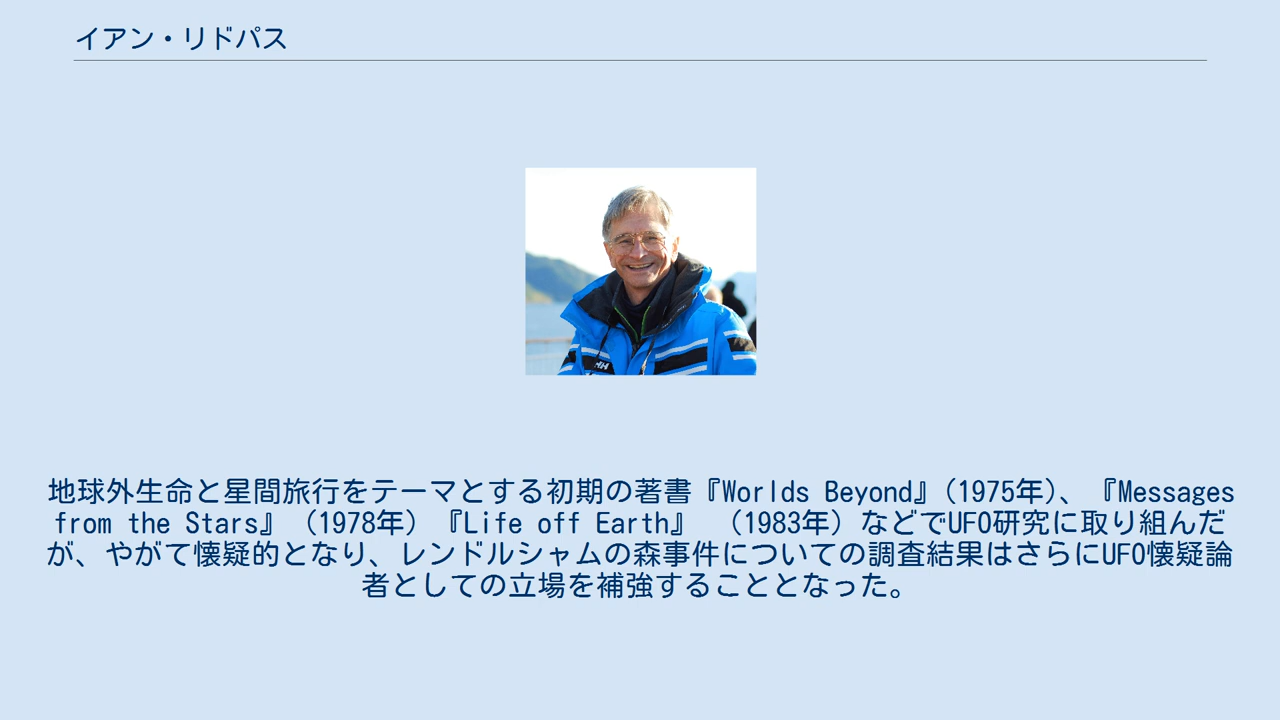 イアン・リドパス
HH
地球外生命と星間旅行をテーマとする初期の著書『Worlds Beyond』(1975年)、『Messages
from the Stars』（1978年）『Life off Earth』　（1983年）などでUFO研究に取り組んだ
が、やがて懐疑的となり、レンドルシャムの森事件についての調査結果はさらにUFO懐疑論
者としての立場を補強することとなった。